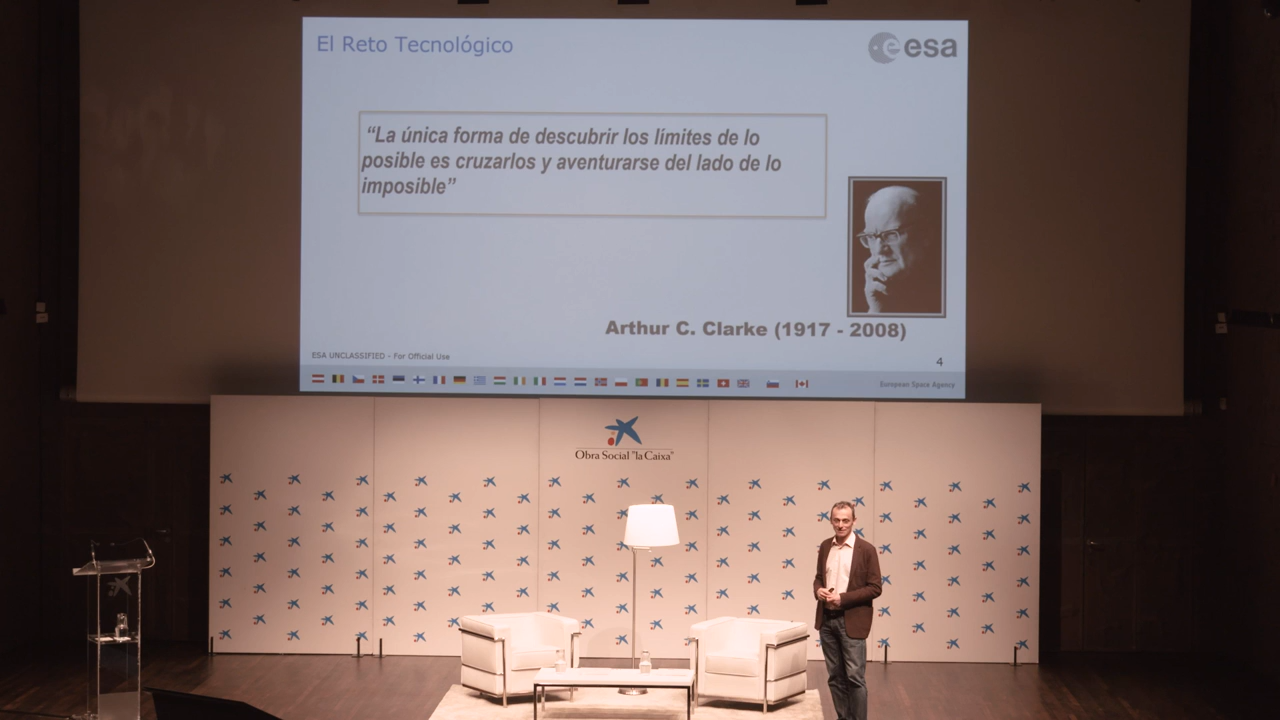 El Reto Tecnológico
esa
“La única forma de descubrir los límites de lo
posible es cruzarlos y aventurarse del lado de lo
imposible”
Arthur C. Clarke (1917 - 2008)
ESA UNCLASSIFIED - For Official Use
4
European Space Agency
Obra Social "la Caixa"